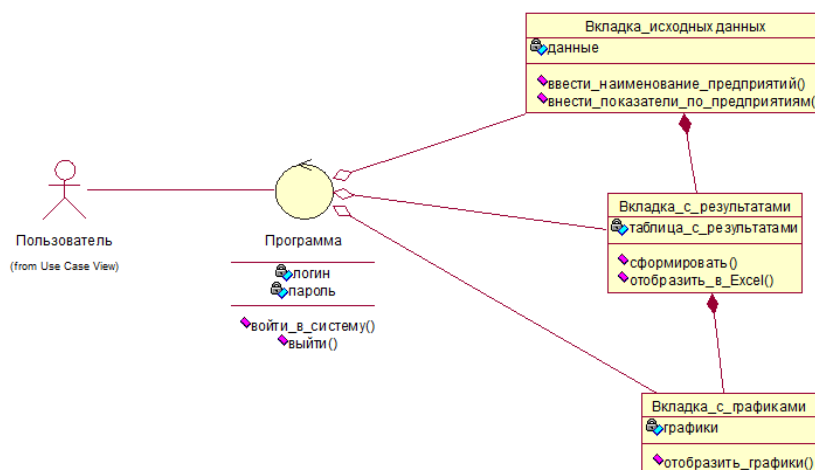 Вкладка_исходных данных
данные
ввести_наименование_предприятий()
внести_показатели_по_предприятиям()
Пользователь
(from Use Case View)
Программа
логин
пароль
войти_в_систему()
выйти()
Вкладка_с_результатами
таблица_с_результатами
сформировать()
отобразить_в_Excel()
Вкладка_с_графиками
графики
отобразить_графики()